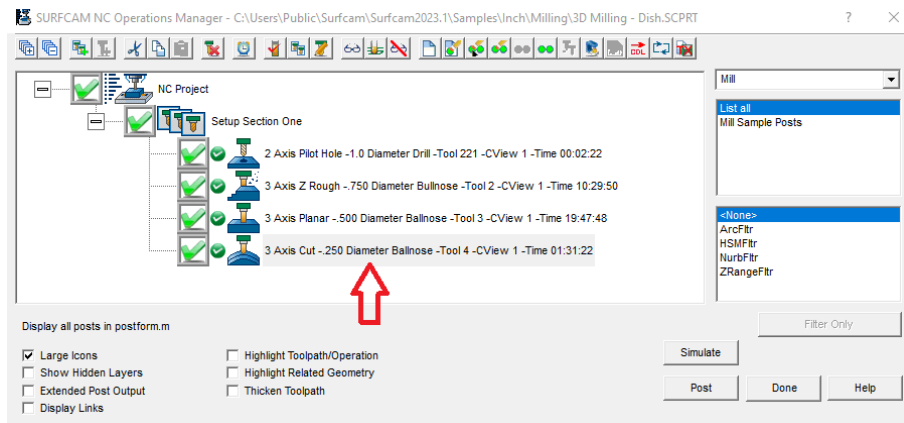 SURFCAM NC Operations Manager - C:\Users\Public\Surfcam\Surfcam2023.1\Samples\Inch\Milling\3D Milling - Dish.SCPRT
DDL
NC Project
Setup Section One
2 Axis Pilot Hole -1.0 Diameter Drill -Tool 221 -CView 1 -Time 00:02:22
3 Axis Z Rough -.750 Diameter Bullnose -Tool 2 -CView 1 -Time 10:29:50
3 Axis Planar -.500 Diameter Ballnose -Tool 3 -CView 1 -Time 19:47:48
3 Axis Cut -.250 Diameter Ballnose -Tool 4 -CView 1 -Time 01:31:22
Mill
List all
Mill Sample Posts
<None>
ArcFltr
HSMFltr
NurbFltr
ZRangeFltr
Display all posts in postform.m
Filter Only
Large Icons
Show Hidden Layers
Extended Post Output
Display Links
Highlight Toolpath/Operation
Highlight Related Geometry
Thicken Toolpath
Simulate
Post
Done
Help